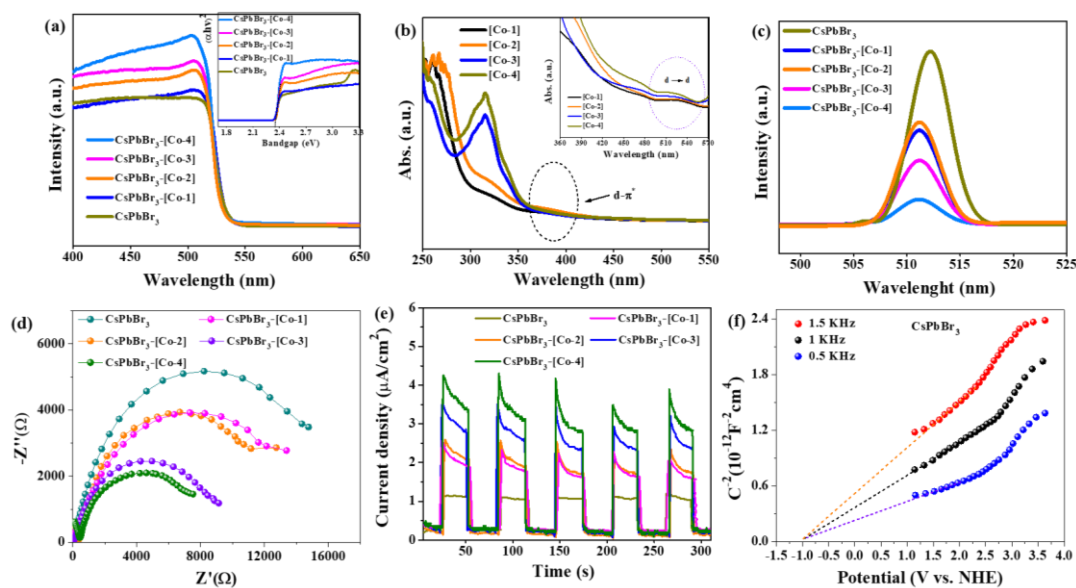 (a)
Intensity (a.u.)
(αhν)²
CsPbBr₃-[Co-4]
CsPbBr₃-[Co-3]
CsPbBr₃-[Co-2]
CsPbBr₃-[Co-1]
CsPbBr₃
1.8 2.1 2.4 2.7 3.0 3.3
Bandgap (eV)
CsPbBr₃-[Co-4]
CsPbBr₃-[Co-3]
CsPbBr₃-[Co-2]
CsPbBr₃-[Co-1]
CsPbBr₃
400 450 500 550 600 650
Wavelength (nm)
(b)
Abs. (a.u.)
[Co-1]
[Co-2]
[Co-3]
[Co-4]
Abs. (a.u.)
d → d
[Co-1]
[Co-2]
[Co-3]
[Co-4]
360 390 420 450 480 510 540 570
Wavelength (nm)
d-π*
250 300 350 400 450 500 550
Wavelength (nm)
(c)
Intensity (a.u.)
CsPbBr₃
CsPbBr₃-[Co-1]
CsPbBr₃-[Co-2]
CsPbBr₃-[Co-3]
CsPbBr₃-[Co-4]
500 505 510 515 520 525
Wavelenght (nm)
(d)
-Z''(Ω)
CsPbBr₃
CsPbBr₃-[Co-1]
CsPbBr₃-[Co-2]
CsPbBr₃-[Co-3]
CsPbBr₃-[Co-4]
-6000
4000
2000
0
0 4000 8000 12000 16000
Z'(Ω)
(e)
Current density (μA/cm²)
CsPbBr₃
CsPbBr₃-[Co-1]
CsPbBr₃-[Co-2]
CsPbBr₃-[Co-3]
CsPbBr₃-[Co-4]
6
5
4
3
2
1
0
50 100 150 200 250 300
Time (s)
(f)
C⁻²(10⁻¹²F⁻²cm⁻⁴)
1.5 KHz
1 KHz
0.5 KHz
CsPbBr₃
2.4
1.8
1.2
0.6
0.0
-1.5 -1.0 -0.5 0.0 0.5 1.0 1.5 2.0 2.5 3.0 3.5 4.0
Potential (V vs. NHE)